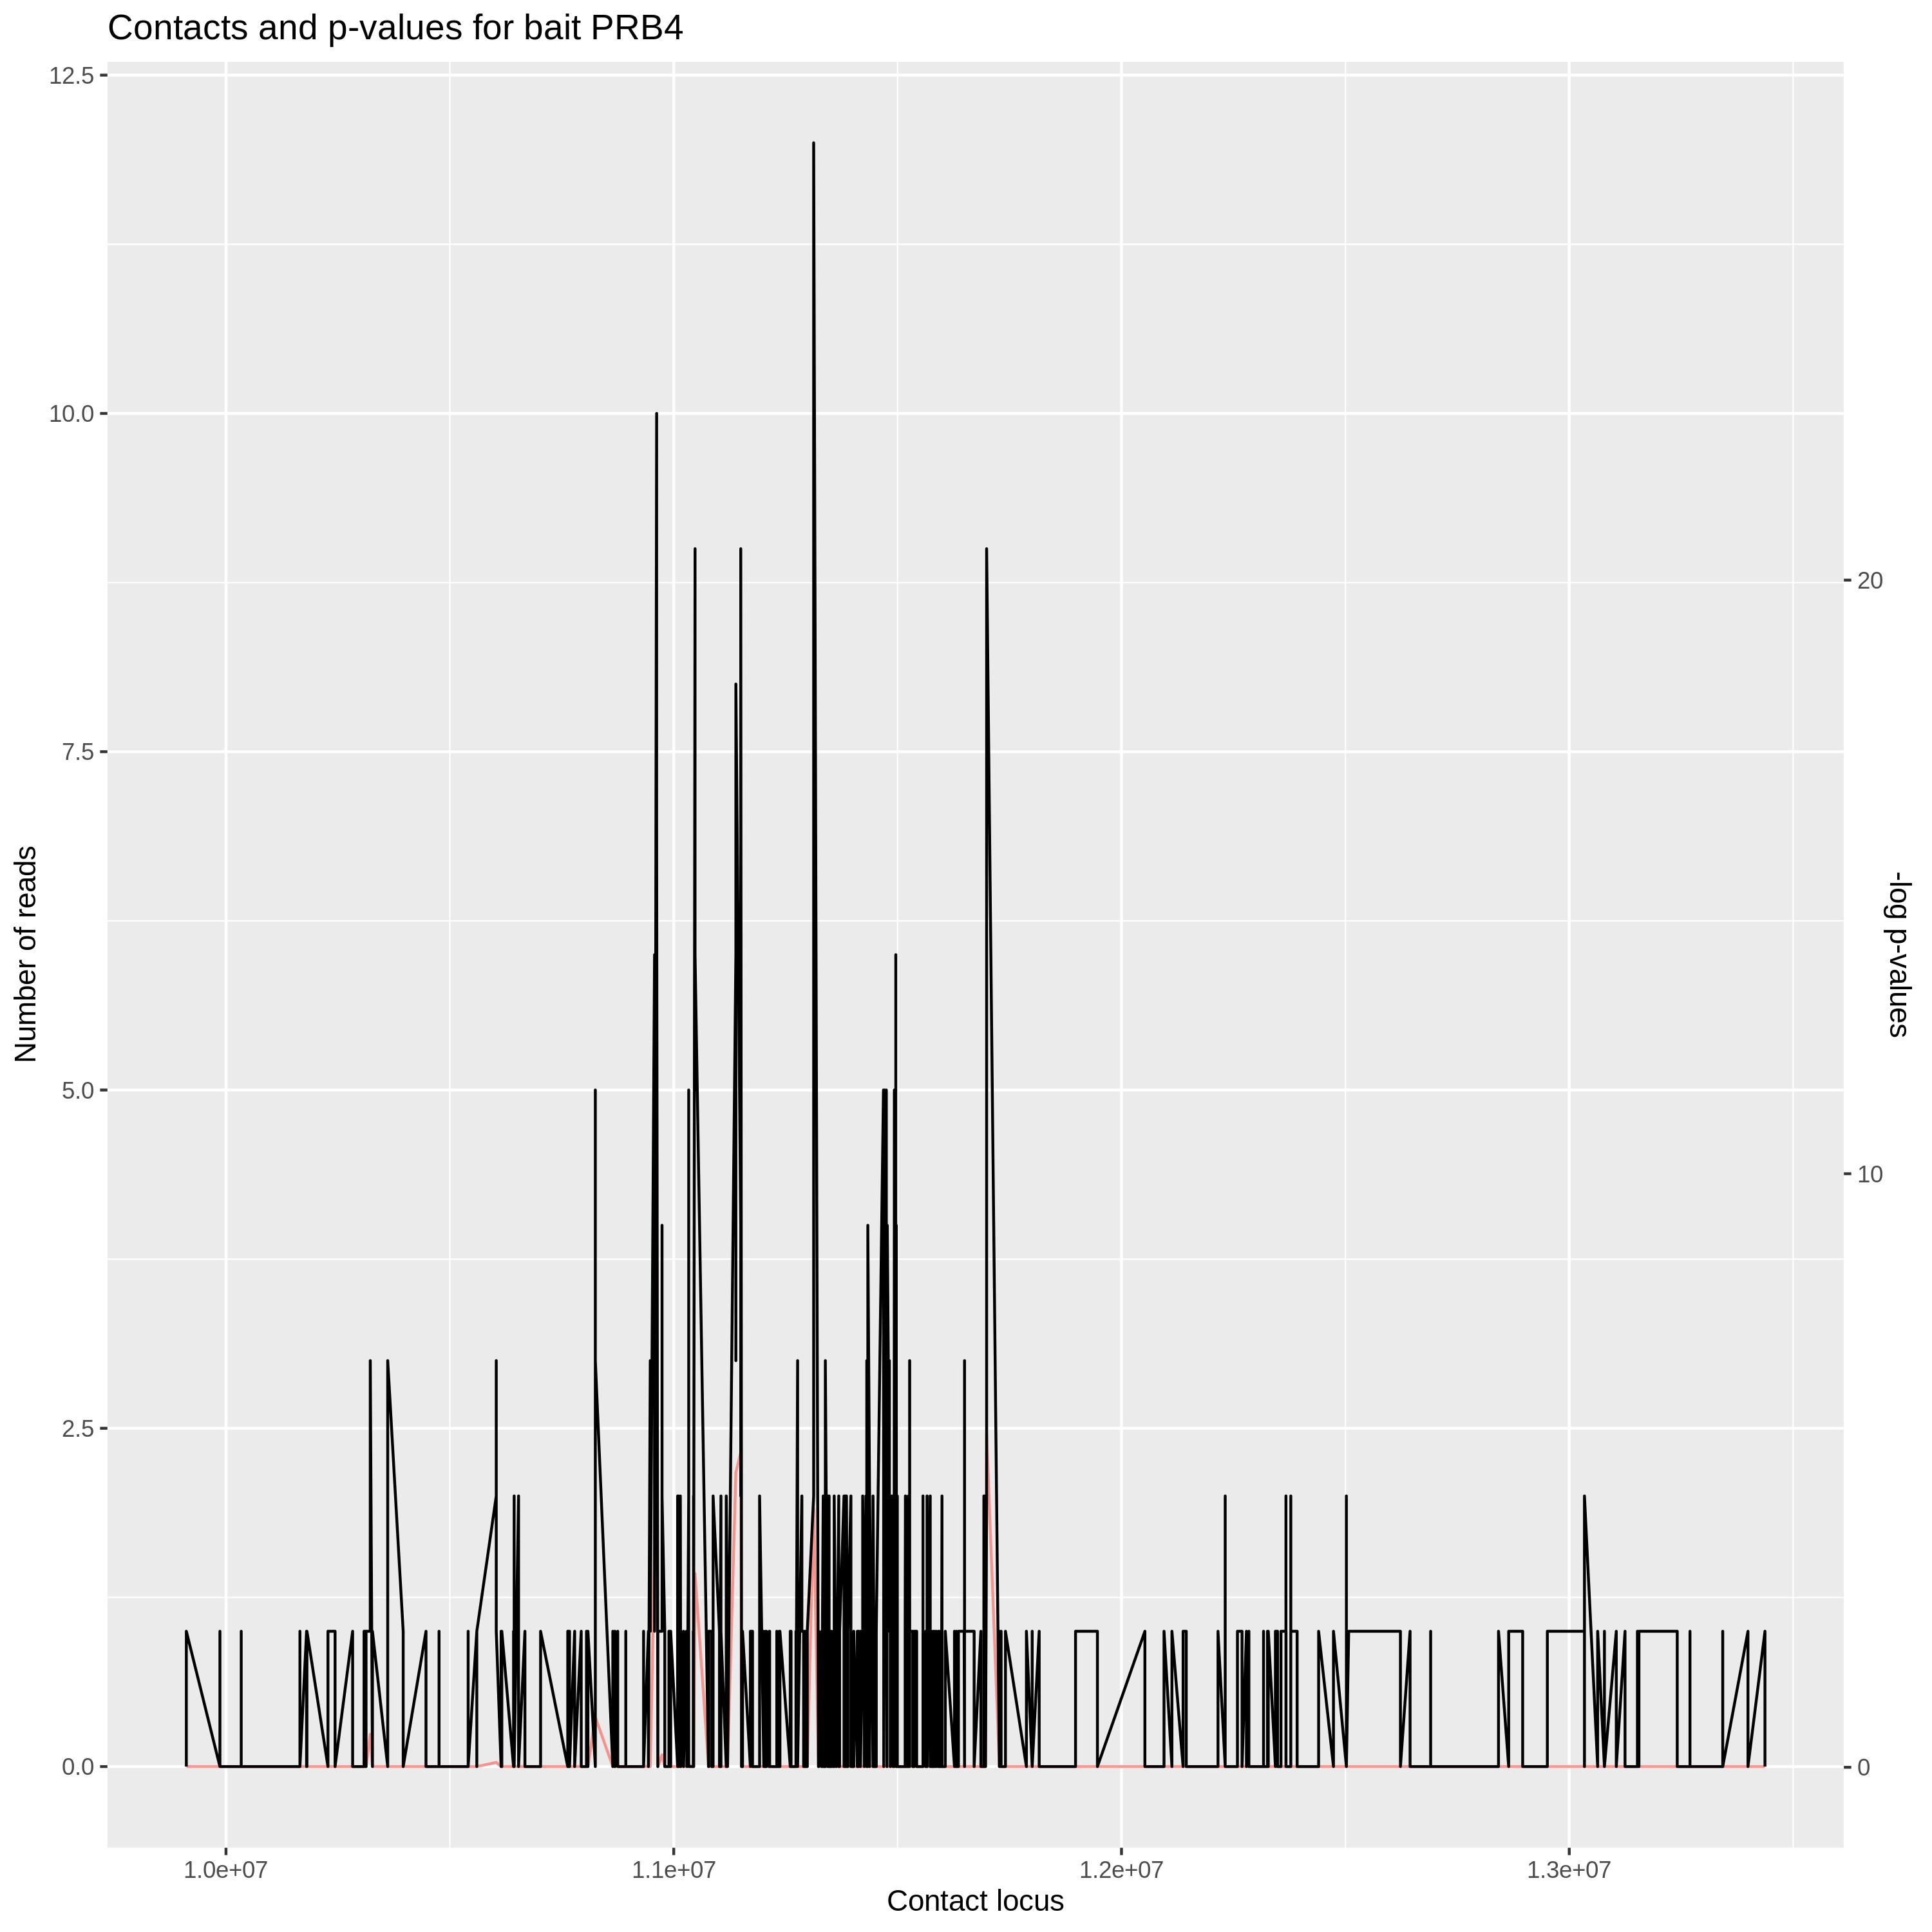 Contacts and p-values for bait PRB4
12.5
10.0
7.5
5.0
2.5
0.0
Number of reads
20
10
0
-log p-values
1.0e+07
1.1e+07
1.2e+07
1.3e+07
Contact locus